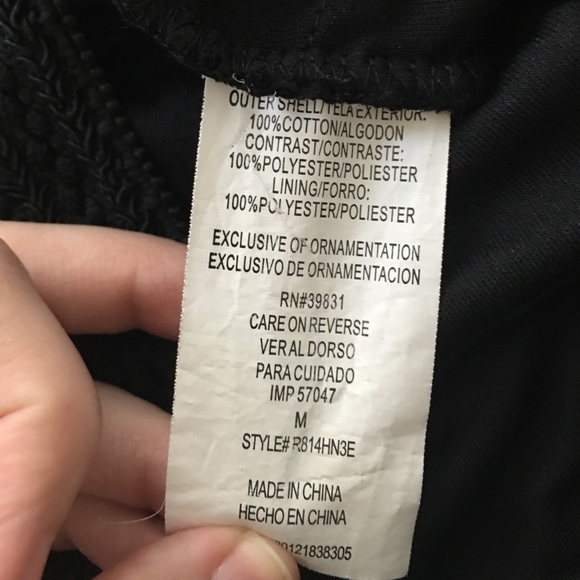 OUTER SHELL/TELA EXTERIOR:
100%COTTON/ALGODON
CONTRAST/CONTRASTE:
100%POLYESTER/POLIESTER
LINING/FORRO:
100%POLYESTER/POLIESTER
EXCLUSIVE OF ORNAMENTATION
EXCLUSIVO DE ORNAMENTACION
RN#39831
CARE ON REVERSE
VER AL DORSO
PARA CUIDADO
IMP 57047
M
STYLE# R814HN3E
MADE IN CHINA
HECHO EN CHINA